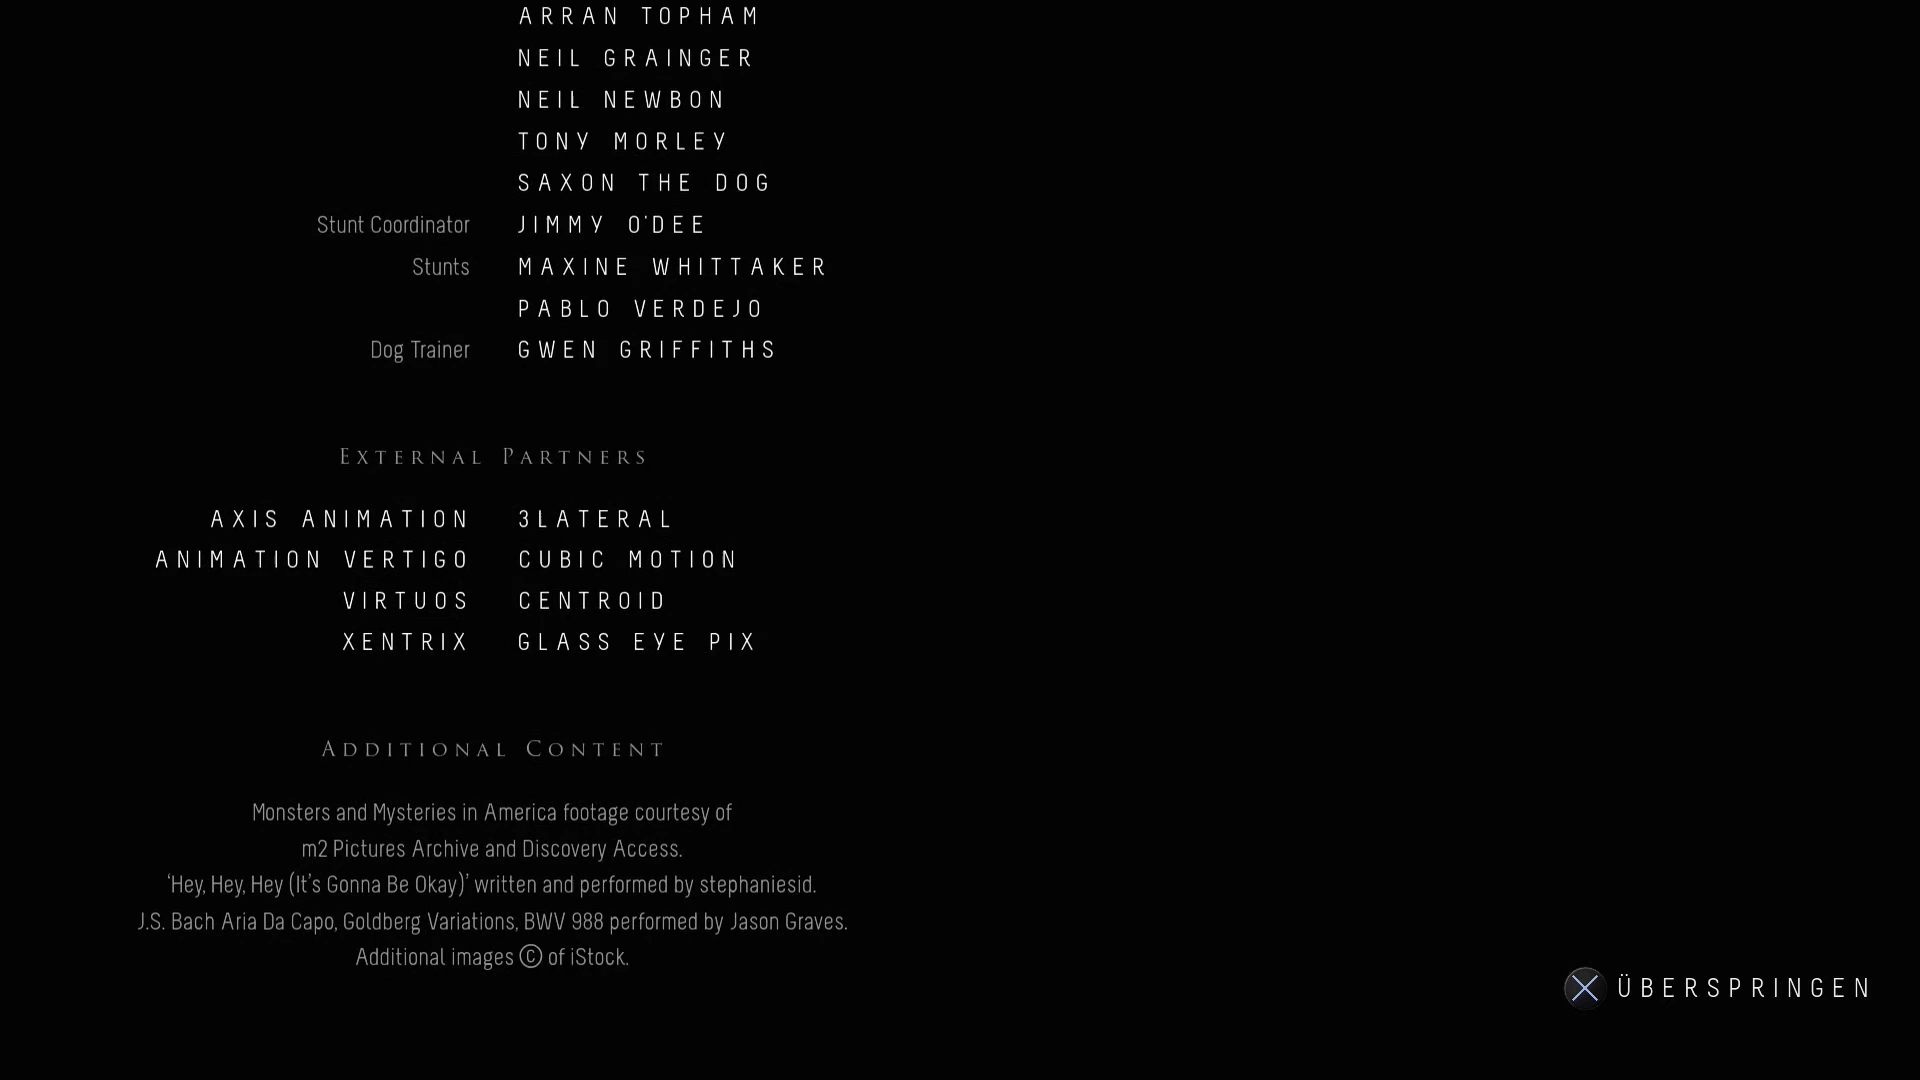 ARRAN TOPHAM
NEIL GRAINGER
NEIL NEWBON
TONY MORLEY
SAXON THE DOG
Stunt Coordinator JIMMY O'DEE
Stunts MAXINE WHITTAKER
PABLO VERDEJO
Dog Trainer GWEN GRIFFITHS
EXTERNAL PARTNERS
AXIS ANIMATION 3LATERAL
ANIMATION VERTIGO CUBIC MOTION
VIRTUOS CENTROID
XENTRIX GLASS EYE PIX
ADDITIONAL CONTENT
Monsters and Mysteries in America footage courtesy of
m2 Pictures Archive and Discovery Access.
‘Hey, Hey, Hey (It’s Gonna Be Okay)’ written and performed by stephaniesid.
J.S. Bach Aria Da Capo, Goldberg Variations, BWV 988 performed by Jason Graves.
Additional images © of iStock.
ÜBERSPRINGEN